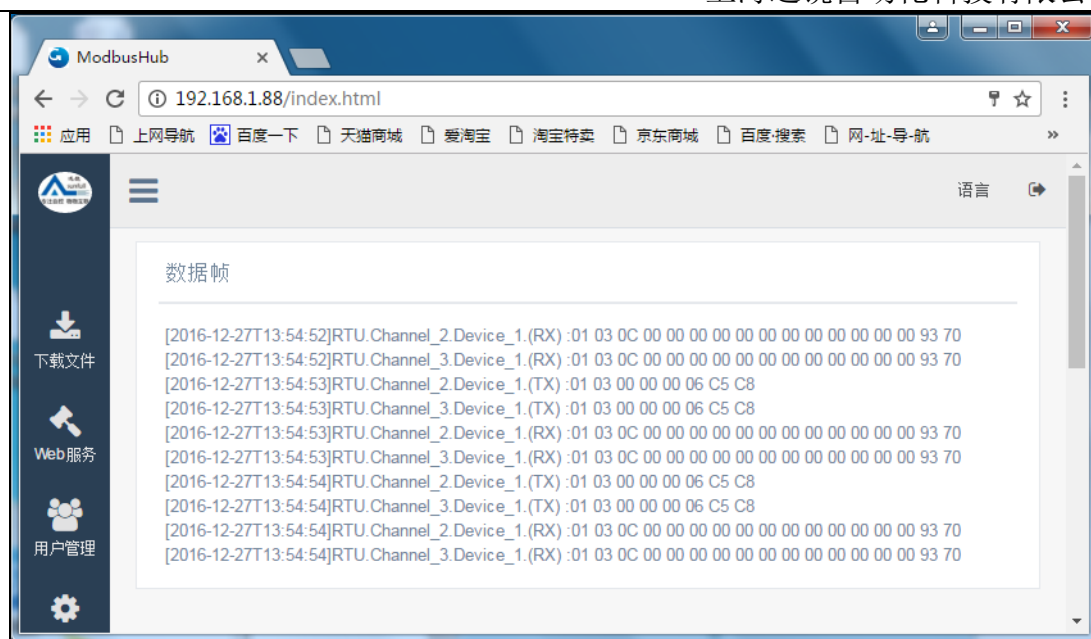 ModbusHub
192.168.1.88/index.html
应用 上网导航 百度一下 天猫商城 爱淘宝 淘宝特卖 京东商城 百度·搜索 网-址-导-航 »
语言
数据帧
[2016-12-27T13:54:52]RTU.Channel_2.Device_1.(RX) :01 03 0C 00 00 00 00 00 00 00 00 00 00 00 00 93 70
[2016-12-27T13:54:52]RTU.Channel_3.Device_1.(RX) :01 03 0C 00 00 00 00 00 00 00 00 00 00 00 00 93 70
[2016-12-27T13:54:53]RTU.Channel_2.Device_1.(TX) :01 03 00 00 00 06 C5 C8
[2016-12-27T13:54:53]RTU.Channel_3.Device_1.(TX) :01 03 00 00 00 06 C5 C8
[2016-12-27T13:54:53]RTU.Channel_2.Device_1.(RX) :01 03 0C 00 00 00 00 00 00 00 00 00 00 00 00 93 70
[2016-12-27T13:54:53]RTU.Channel_3.Device_1.(RX) :01 03 0C 00 00 00 00 00 00 00 00 00 00 00 00 93 70
[2016-12-27T13:54:54]RTU.Channel_2.Device_1.(TX) :01 03 00 00 00 06 C5 C8
[2016-12-27T13:54:54]RTU.Channel_3.Device_1.(TX) :01 03 00 00 00 06 C5 C8
[2016-12-27T13:54:54]RTU.Channel_2.Device_1.(RX) :01 03 0C 00 00 00 00 00 00 00 00 00 00 00 00 93 70
[2016-12-27T13:54:54]RTU.Channel_3.Device_1.(RX) :01 03 0C 00 00 00 00 00 00 00 00 00 00 00 00 93 70
下载文件
Web服务
用户管理